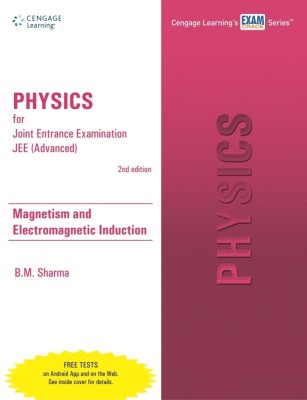 CENGAGE
Learning®
Cengage Learning's EXAM CRACK Series™
PHYSICS
for
Joint Entrance Examination
JEE (Advanced)
2nd edition
Magnetism and
Electromagnetic Induction
B.M. Sharma
PHYSICS
FREE TESTS
on Android App and on the Web.
See inside cover for details.